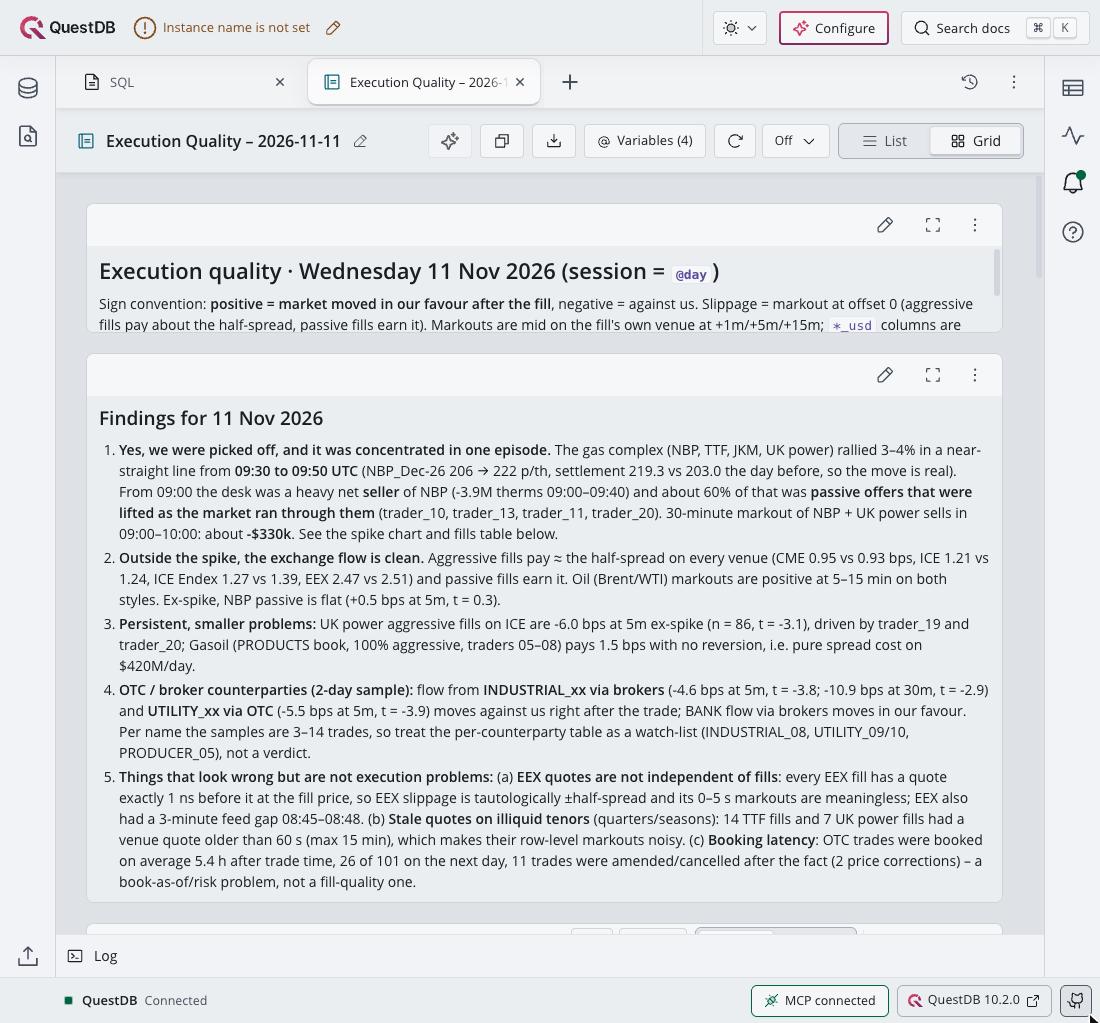 QuestDB
Instance name is not set
Configure
Search docs
⌘
K
SQL
Execution Quality – 2026-1
Execution Quality – 2026-11-11
@ Variables (4)
Off
List
Grid
Execution quality · Wednesday 11 Nov 2026 (session = @day)
Sign convention: positive = market moved in our favour after the fill, negative = against us. Slippage = markout at offset 0 (aggressive
fills pay about the half-spread, passive fills earn it). Markouts are mid on the fill's own venue at +1m/+5m/+15m; *_usd columns are
Findings for 11 Nov 2026
1. Yes, we were picked off, and it was concentrated in one episode. The gas complex (NBP, TTF, JKM, UK power) rallied 3–4% in a near-
straight line from 09:30 to 09:50 UTC (NBP_Dec-26 206 → 222 p/th, settlement 219.3 vs 203.0 the day before, so the move is real).
From 09:00 the desk was a heavy net seller of NBP (-3.9M therms 09:00–09:40) and about 60% of that was passive offers that were
lifted as the market ran through them (trader_10, trader_13, trader_11, trader_20). 30-minute markout of NBP + UK power sells in
09:00–10:00: about -$330k. See the spike chart and fills table below.
2. Outside the spike, the exchange flow is clean. Aggressive fills pay ≈ the half-spread on every venue (CME 0.95 vs 0.93 bps, ICE 1.21 vs
1.24, ICE Endex 1.27 vs 1.39, EEX 2.47 vs 2.51) and passive fills earn it. Oil (Brent/WTI) markouts are positive at 5–15 min on both
styles. Ex-spike, NBP passive is flat (+0.5 bps at 5m, t = 0.3).
3. Persistent, smaller problems: UK power aggressive fills on ICE are -6.0 bps at 5m ex-spike (n = 86, t = -3.1), driven by trader_19 and
trader_20; Gasoil (PRODUCTS book, 100% aggressive, traders 05–08) pays 1.5 bps with no reversion, i.e. pure spread cost on
$420M/day.
4. OTC / broker counterparties (2-day sample): flow from INDUSTRIAL_xx via brokers (-4.6 bps at 5m, t = -3.8; -10.9 bps at 30m, t = -2.9)
and UTILITY_xx via OTC (-5.5 bps at 5m, t = -3.9) moves against us right after the trade; BANK flow via brokers moves in our favour.
Per name the samples are 3–14 trades, so treat the per-counterparty table as a watch-list (INDUSTRIAL_08, UTILITY_09/10,
PRODUCER_05), not a verdict.
5. Things that look wrong but are not execution problems: (a) EEX quotes are not independent of fills: every EEX fill has a quote
exactly 1 ns before it at the fill price, so EEX slippage is tautologically ±half-spread and its 0–5 s markouts are meaningless; EEX also
had a 3-minute feed gap 08:45–08:48. (b) Stale quotes on illiquid tenors (quarters/seasons): 14 TTF fills and 7 UK power fills had a
venue quote older than 60 s (max 15 min), which makes their row-level markouts noisy. (c) Booking latency: OTC trades were booked
on average 5.4 h after trade time, 26 of 101 on the next day, 11 trades were amended/cancelled after the fact (2 price corrections) – a
book-as-of/risk problem, not a fill-quality one.
Log
QuestDB Connected
MCP connected
QuestDB 10.2.0